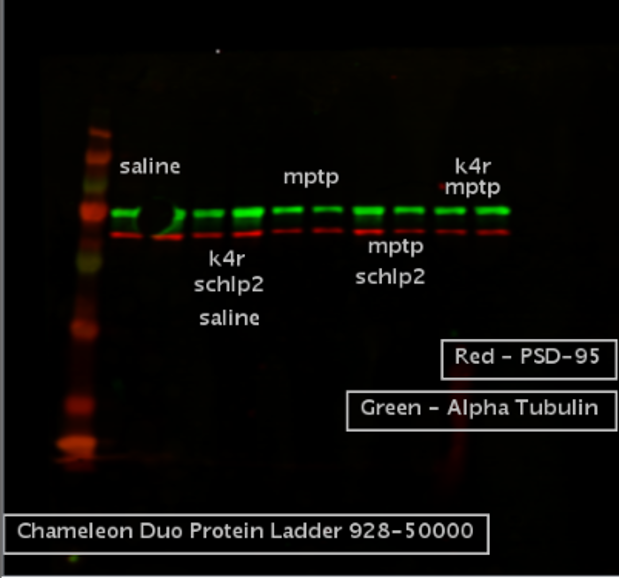 saline
mptp
k4r
mptp
k4r
schlp2
saline
mptp
schlp2
Red - PSD-95
Green - Alpha Tubulin
Chameleon Duo Protein Ladder 928-50000